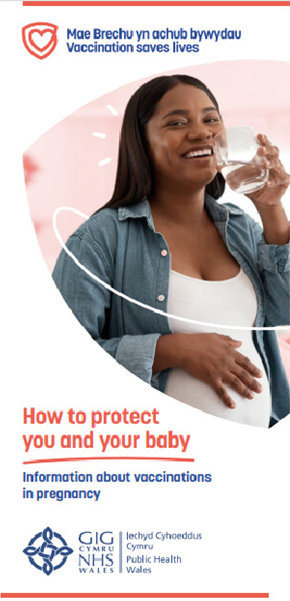 Mae Brechu yn achub bywydau
Vaccination saves lives
How to protect
you and your baby
Information about vaccinations
in pregnancy
GIG
CYMRU
NHS
WALES
Iechyd Cyhoeddus
Cymru
Public Health
Wales